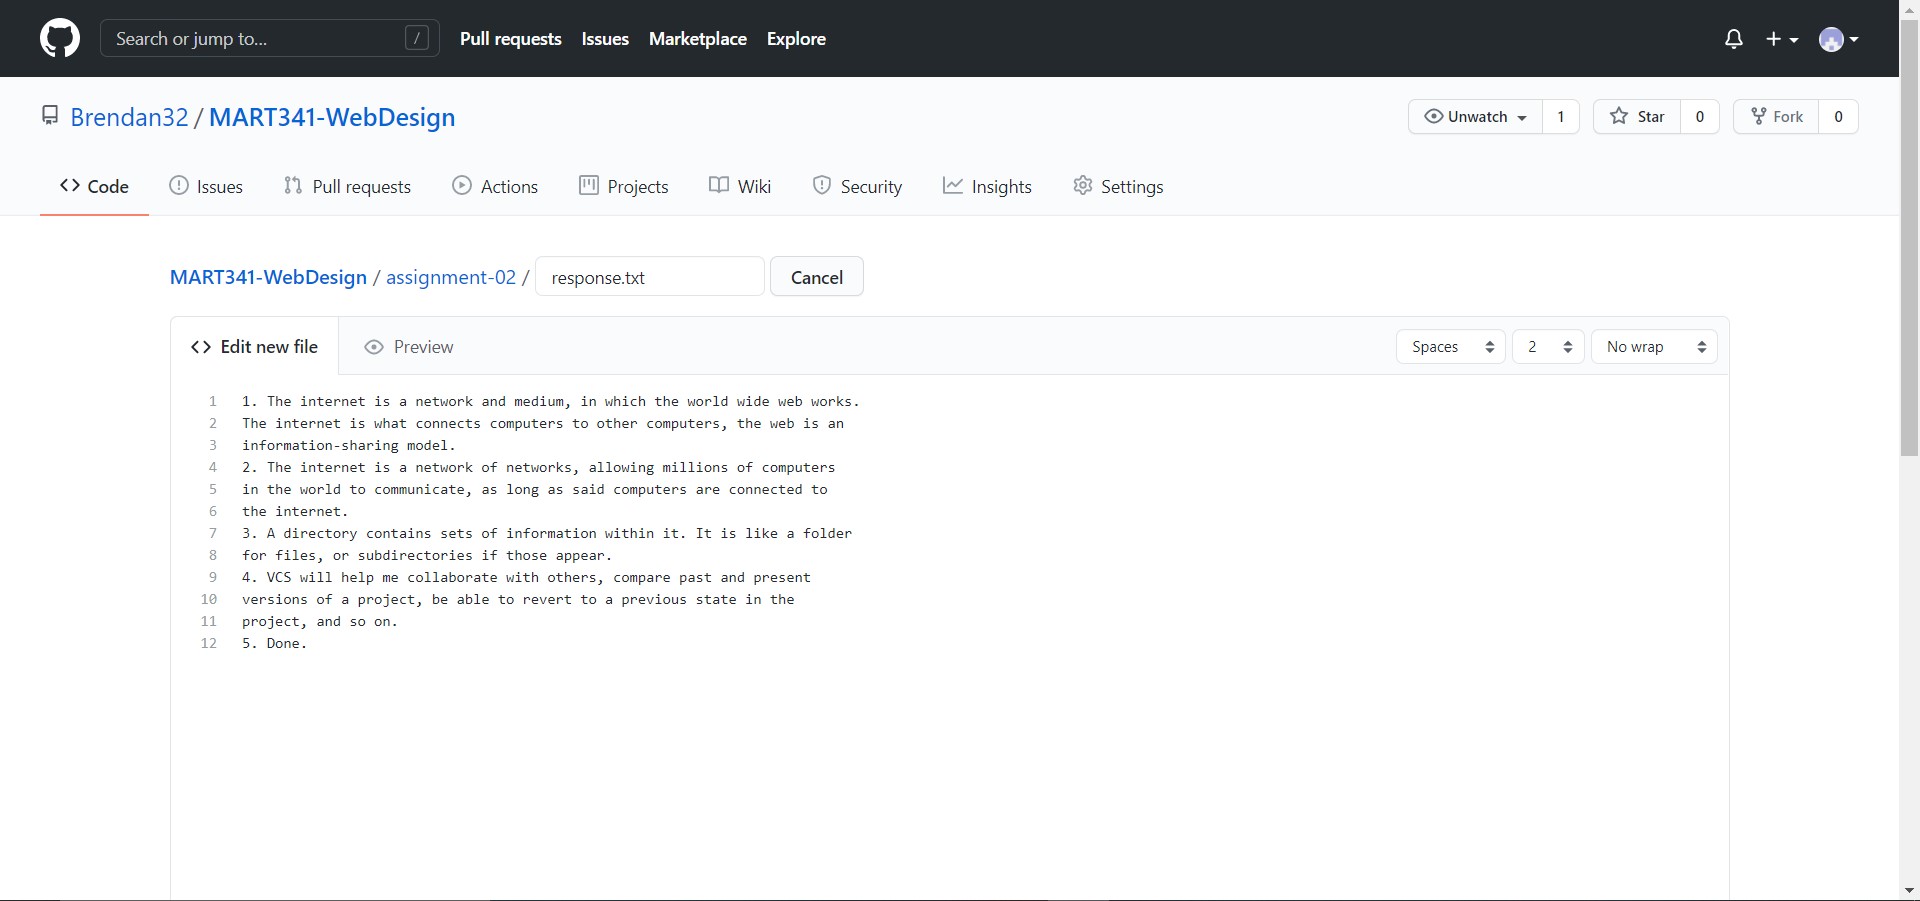 Search or jump to... / Pull requests Issues Marketplace Explore
Brendan32 / MART341-WebDesign Unwatch 1 Star 0 Fork 0
Code Issues Pull requests Actions Projects Wiki Security Insights Settings
MART341-WebDesign / assignment-02 / response.txt Cancel
Edit new file Preview Spaces 2 No wrap
1 1. The internet is a network and medium, in which the world wide web works.
2 The internet is what connects computers to other computers, the web is an
3 information-sharing model.
4 2. The internet is a network of networks, allowing millions of computers
5 in the world to communicate, as long as said computers are connected to
6 the internet.
7 3. A directory contains sets of information within it. It is like a folder
8 for files, or subdirectories if those appear.
9 4. VCS will help me collaborate with others, compare past and present
10 versions of a project, be able to revert to a previous state in the
11 project, and so on.
12 5. Done.